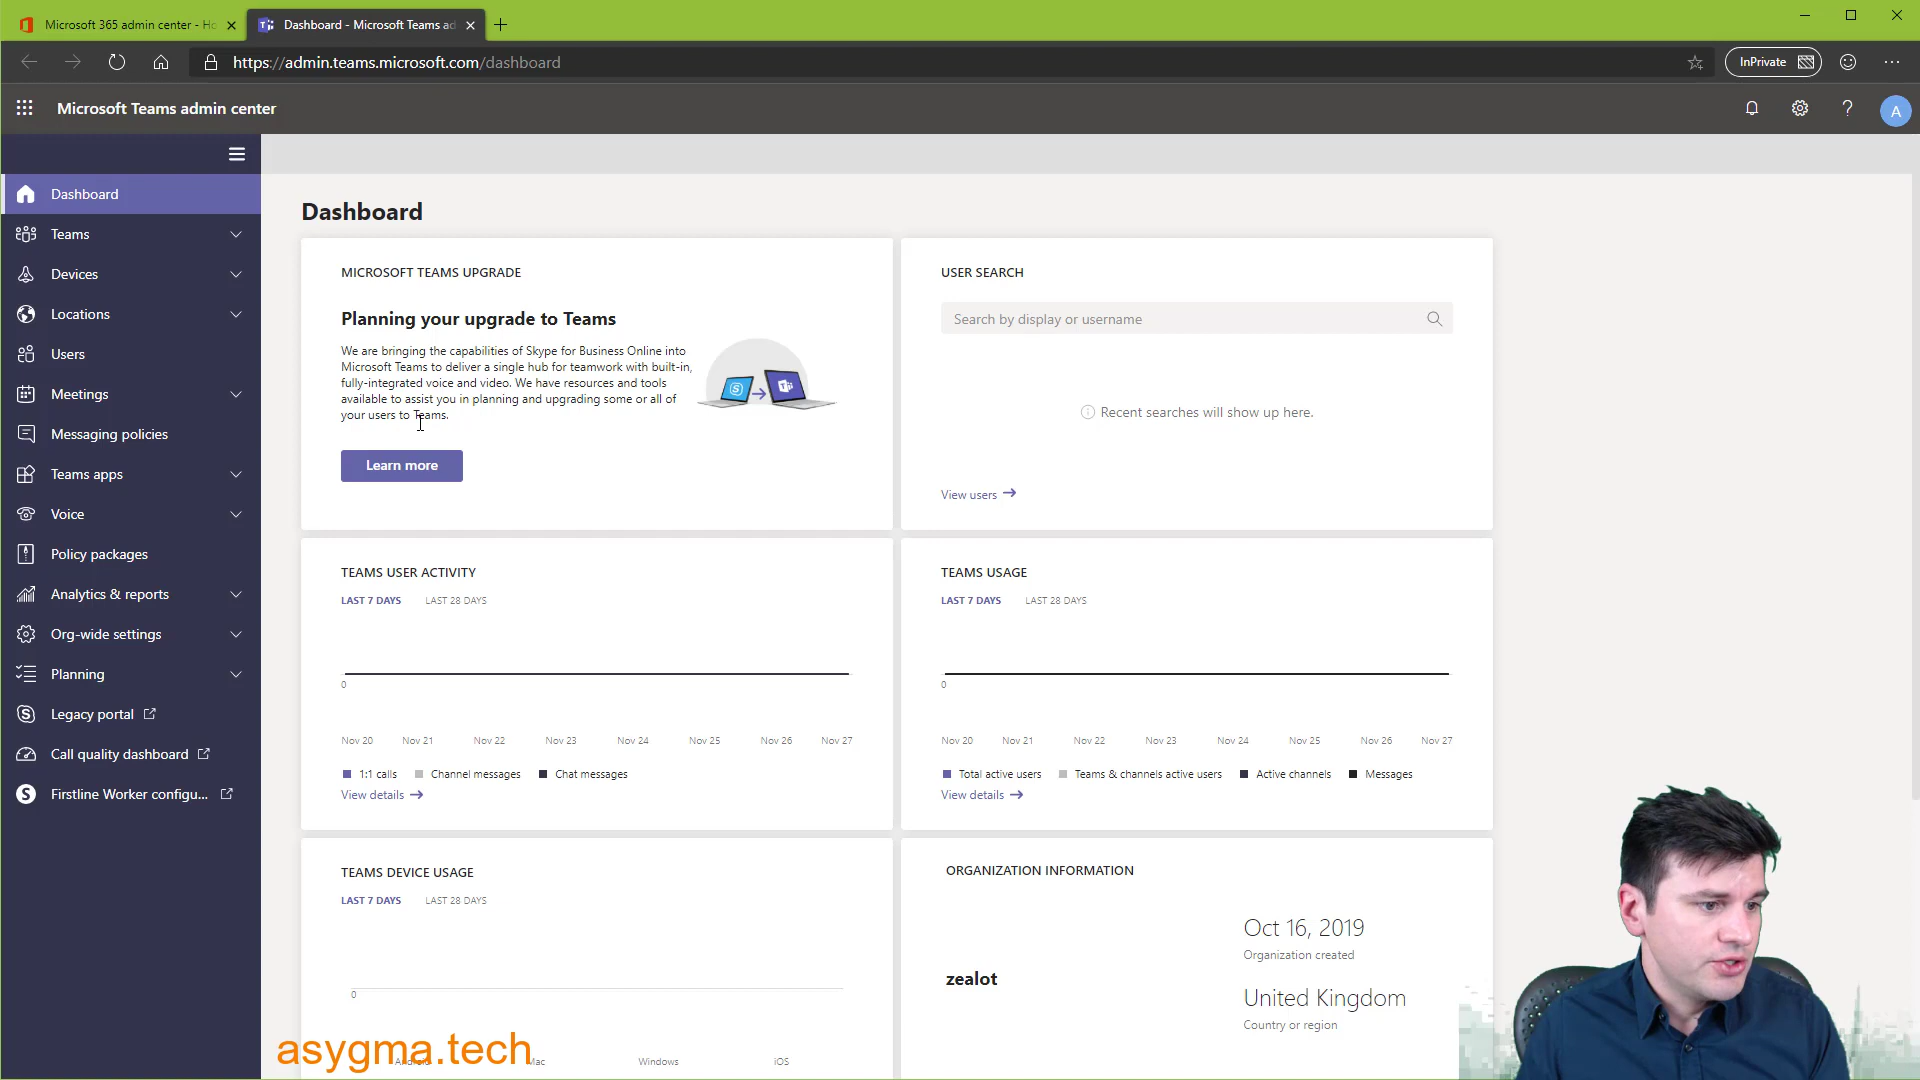 Microsoft 365 admin center - Ho
Dashboard - Microsoft Teams ad
https://admin.teams.microsoft.com/dashboard
InPrivate
Microsoft Teams admin center
A
Dashboard
Teams
Devices
Locations
Users
Meetings
Messaging policies
Teams apps
Voice
Policy packages
Analytics & reports
Org-wide settings
Planning
Legacy portal
Call quality dashboard
Firstline Worker configu...
Dashboard
MICROSOFT TEAMS UPGRADE
Planning your upgrade to Teams
We are bringing the capabilities of Skype for Business Online into
Microsoft Teams to deliver a single hub for teamwork with built-in,
fully-integrated voice and video. We have resources and tools
available to assist you in planning and upgrading some or all of
your users to Teams.
Learn more
USER SEARCH
Search by display or username
Recent searches will show up here.
View users
TEAMS USER ACTIVITY
LAST 7 DAYS LAST 28 DAYS
0
Nov 20 Nov 21 Nov 22 Nov 23 Nov 24 Nov 25 Nov 26 Nov 27
1:1 calls Channel messages Chat messages
View details
TEAMS USAGE
LAST 7 DAYS LAST 28 DAYS
0
Nov 20 Nov 21 Nov 22 Nov 23 Nov 24 Nov 25 Nov 26 Nov 27
Total active users Teams & channels active users Active channels Messages
View details
TEAMS DEVICE USAGE
LAST 7 DAYS LAST 28 DAYS
0
Mac Windows iOS
ORGANIZATION INFORMATION
zealot
Oct 16, 2019
Organization created
United Kingdom
Country or region
asygma.tech